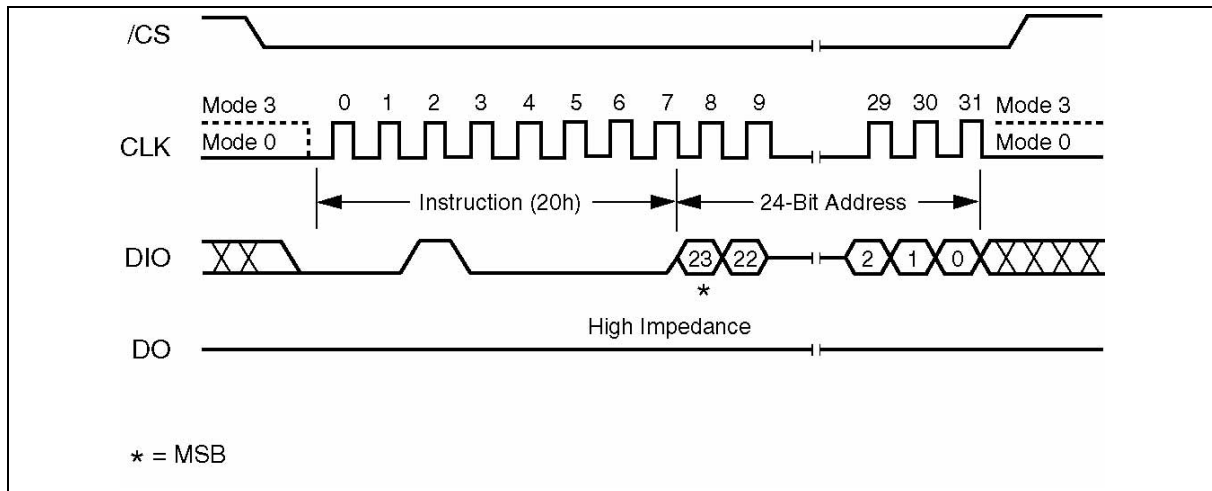 /CS
Mode 3 0 1 2 3 4 5 6 7 8 9 29 30 31 Mode 3
CLK Mode 0 Mode 0
Instruction (20h) 24-Bit Address
DIO 23 22 2 1 0
*
High Impedance
DO
* = MSB